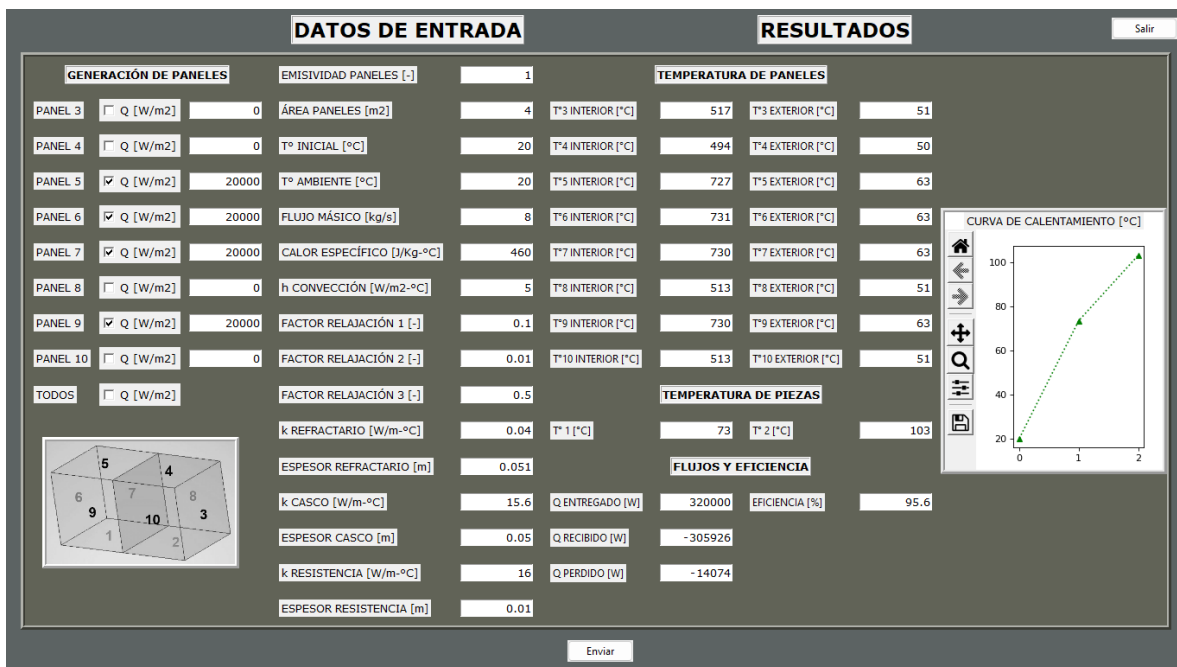 DATOS DE ENTRADA RESULTADOS Salir
GENERACIÓN DE PANELES EMISIVIDAD PANELES [-] 1 TEMPERATURA DE PANELES
PANEL 3 Q [W/m2] 0 ÁREA PANELES [m2] 4 T°3 INTERIOR [°C] 517 T°3 EXTERIOR [°C] 51
PANEL 4 Q [W/m2] 0 Tº INICIAL [ºC] 20 T°4 INTERIOR [°C] 494 T°4 EXTERIOR [°C] 50
PANEL 5 Q [W/m2] 20000 Tº AMBIENTE [ºC] 20 T°5 INTERIOR [°C] 727 T°5 EXTERIOR [°C] 63
PANEL 6 Q [W/m2] 20000 FLUJO MÁSICO [kg/s] 8 T°6 INTERIOR [°C] 731 T°6 EXTERIOR [°C] 63
PANEL 7 Q [W/m2] 20000 CALOR ESPECÍFICO [J/Kg-ºC] 460 T°7 INTERIOR [°C] 730 T°7 EXTERIOR [°C] 63
PANEL 8 Q [W/m2] 0 h CONVECCIÓN [W/m2-ºC] 5 T°8 INTERIOR [°C] 513 T°8 EXTERIOR [°C] 51
PANEL 9 Q [W/m2] 20000 FACTOR RELAJACIÓN 1 [-] 0.1 T°9 INTERIOR [°C] 730 T°9 EXTERIOR [°C] 63
PANEL 10 Q [W/m2] 0 FACTOR RELAJACIÓN 2 [-] 0.01 T°10 INTERIOR [°C] 513 T°10 EXTERIOR [°C] 51
TODOS Q [W/m2] FACTOR RELAJACIÓN 3 [-] 0.5 TEMPERATURA DE PIEZAS
k REFRACTARIO [W/m-ºC] 0.04 T° 1 [°C] 73 T° 2 [°C] 103
ESPESOR REFRACTARIO [m] 0.051 FLUJOS Y EFICIENCIA
k CASCO [W/m-ºC] 15.6 Q ENTREGADO [W] 320000 EFICIENCIA [%] 95.6
ESPESOR CASCO [m] 0.05 Q RECIBIDO [W] -305926
k RESISTENCIA [W/m-ºC] 16 Q PERDIDO [W] -14074
ESPESOR RESISTENCIA [m] 0.01
5
4
6
7
8
9
10
3
1
2
CURVA DE CALENTAMIENTO [ºC]
100
80
60
40
20
0 1 2
Enviar